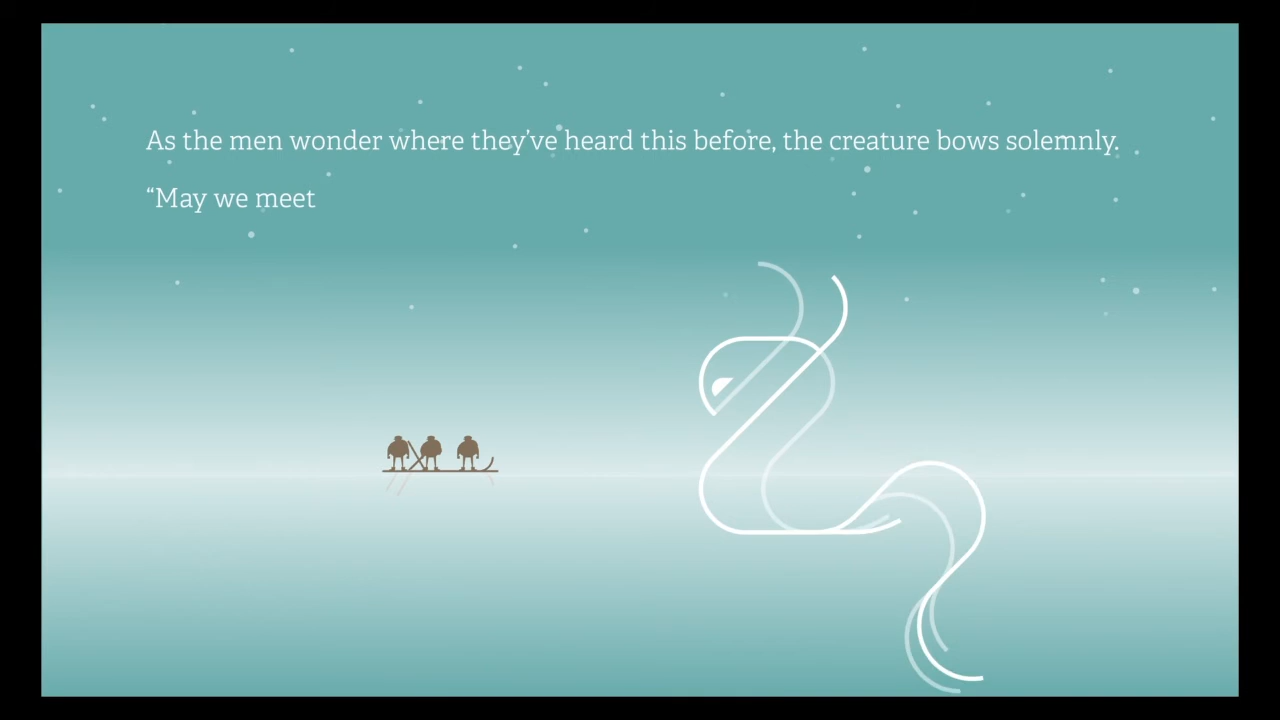 As the men wonder where they’ve heard this before, the creature bows solemnly.
“May we meet